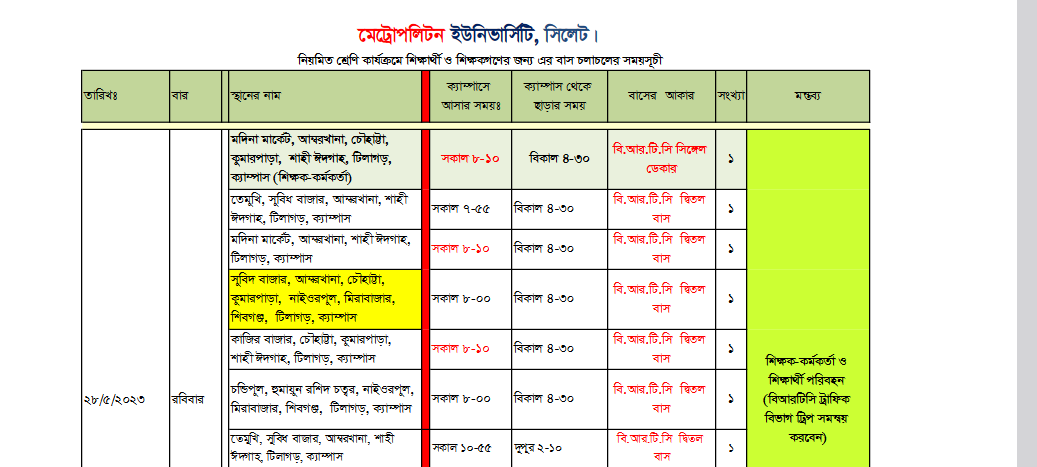 মেট্রোপলিটন ইউনিভার্সিটি, সিলেট।
নিয়মিত শ্রেণি কার্যক্রমে শিক্ষার্থী ও শিক্ষকগণের জন্য এর বাস চলাচলের সময়সূচী
তারিখঃ বার স্থানের নাম ক্যাম্পাসে আসার সময়ঃ ক্যাম্পাস থেকে ছাড়ার সময় বাসের আকার সংখ্যা মন্তব্য
মদিনা মার্কেট, আম্বরখানা, চৌহাট্টা,
কুমারপাড়া, শাহী ঈদগাহ, টিলাগড়,
ক্যাম্পাস (শিক্ষক-কর্মকর্তা)
সকাল ৮-১০ বিকাল ৪-৩০ বি.আর.টি.সি সিঙ্গেল ডেকার ১
তেমুখি, সুবিধ বাজার, আম্বরখানা, শাহী
ঈদগাহ, টিলাগড়, ক্যাম্পাস
সকাল ৭-৫৫ বিকাল ৪-৩০ বি.আর.টি.সি দ্বিতল বাস ১
মদিনা মার্কেট, আম্বরখানা, শাহী ঈদগাহ,
টিলাগড়, ক্যাম্পাস
সকাল ৮-১০ বিকাল ৪-৩০ বি.আর.টি.সি দ্বিতল বাস ১
সুবিদ বাজার, আম্বরখানা, চৌহাট্টা,
কুমারপাড়া, নাইওরপুল, মিরাবাজার,
শিবগঞ্জ, টিলাগড়, ক্যাম্পাস
সকাল ৮-০০ বিকাল ৪-৩০ বি.আর.টি.সি দ্বিতল বাস ১
কাজির বাজার, চৌহাট্টা, কুমারপাড়া,
শাহী ঈদগাহ, টিলাগড়, ক্যাম্পাস
সকাল ৮-১০ বিকাল ৪-৩০ বি.আর.টি.সি দ্বিতল বাস ১
২৮/৫/২০২৩ রবিবার
চন্ডিপুল, হুমায়ুন রশিদ চত্বর, নাইওরপুল,
মিরাবাজার, শিবগঞ্জ, টিলাগড়, ক্যাম্পাস
সকাল ৮-০০ বিকাল ৪-৩০ বি.আর.টি.সি দ্বিতল বাস ১
তেমুখি, সুবিধ বাজার, আম্বরখানা, শাহী
ঈদগাহ, টিলাগড়, ক্যাম্পাস
সকাল ১০-৫৫ দুপুর ২-১০ বি.আর.টি.সি দ্বিতল বাস ১
শিক্ষক-কর্মকর্তা ও
শিক্ষার্থী পরিবহন
(বিআরটিসি ট্রাফিক
বিভাগ ট্রিপ সমন্বয়
করবেন)